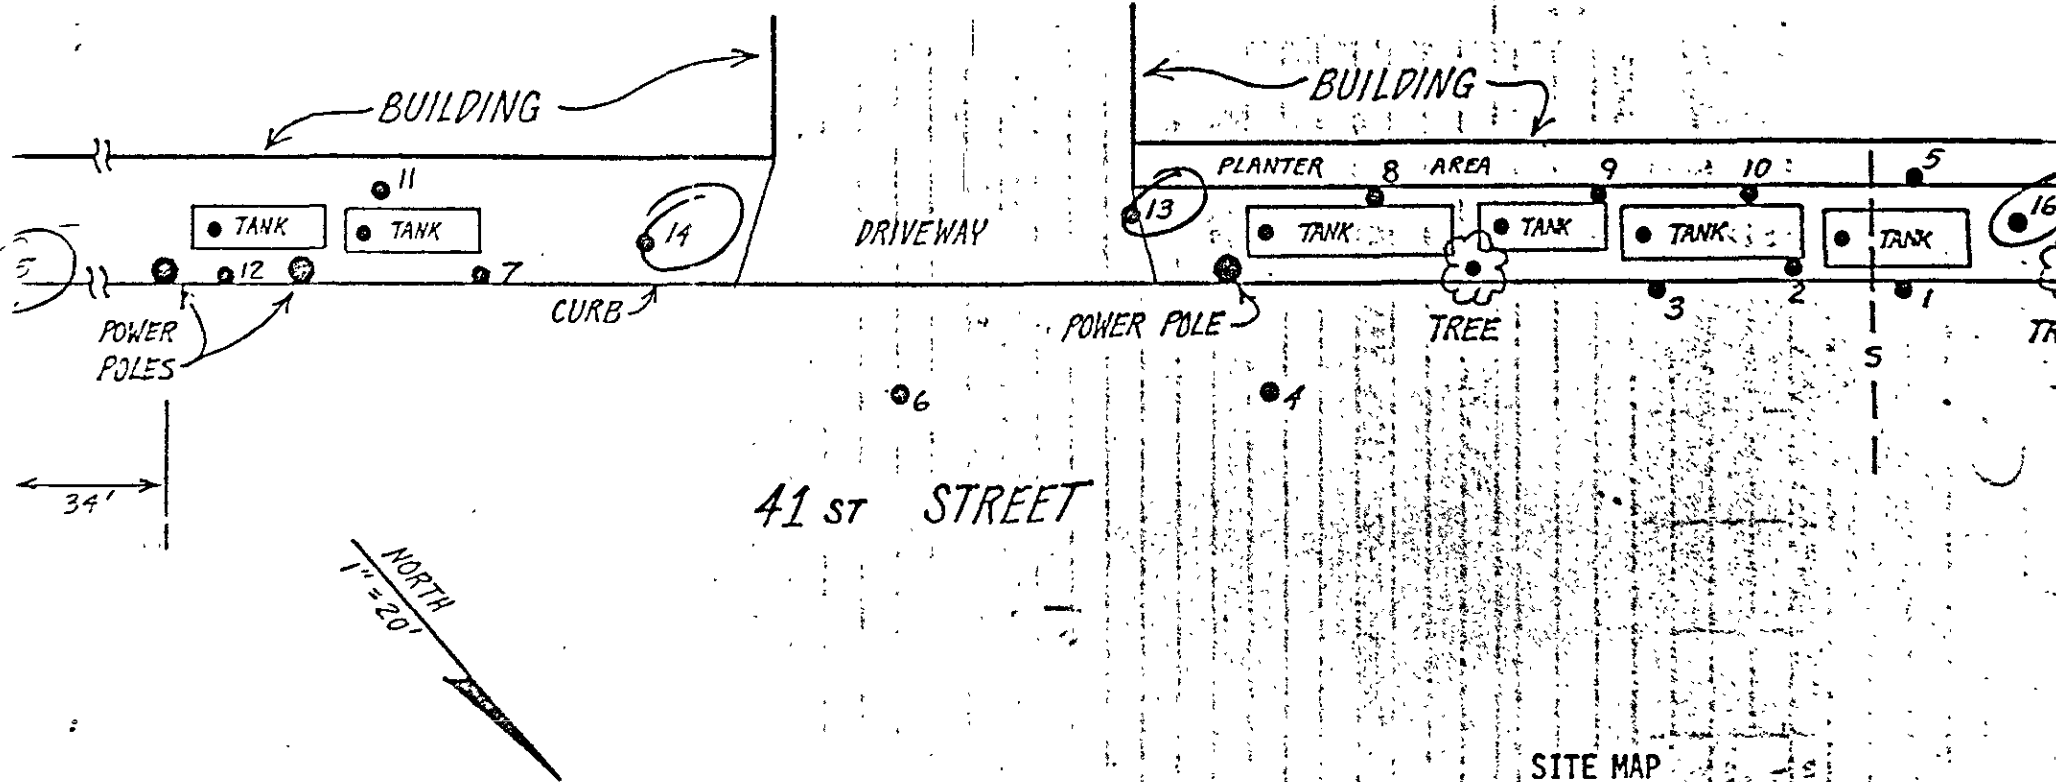 BUILDING
BUILDING
PLANTER AREA
8
9
10
5
11
TANK
TANK
14
DRIVEWAY
13
TANK
TANK
TANK
TANK
16
12
7
CURB
POWER
POLES
POWER POLE
TREE
3
2
1
S
6
4
34'
41 ST STREET
NORTH
1" = 20'
SITE MAP